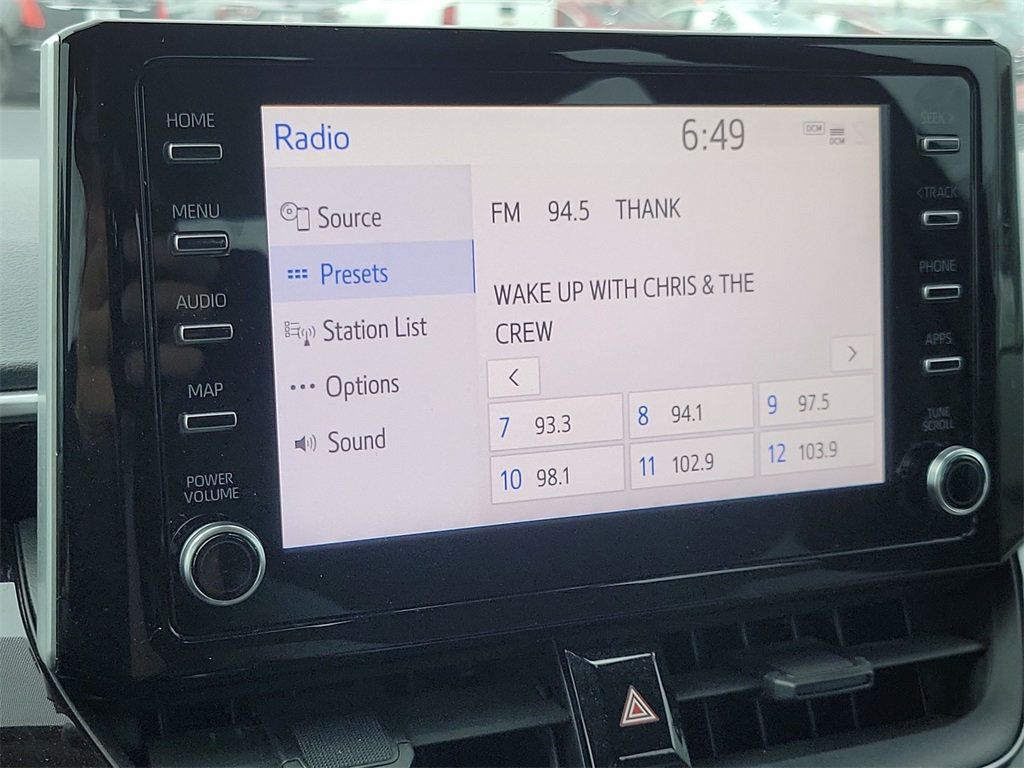 HOME
MENU
AUDIO
MAP
POWER
VOLUME
Radio
6:49
DCM
DCM
Source
Presets
Station List
Options
Sound
FM 94.5 THANK
WAKE UP WITH CHRIS & THE
CREW
<
>
7 93.3
8 94.1
9 97.5
10 98.1
11 102.9
12 103.9
SEEK >
< TRACK
PHONE
APPS
TUNE
SCROLL